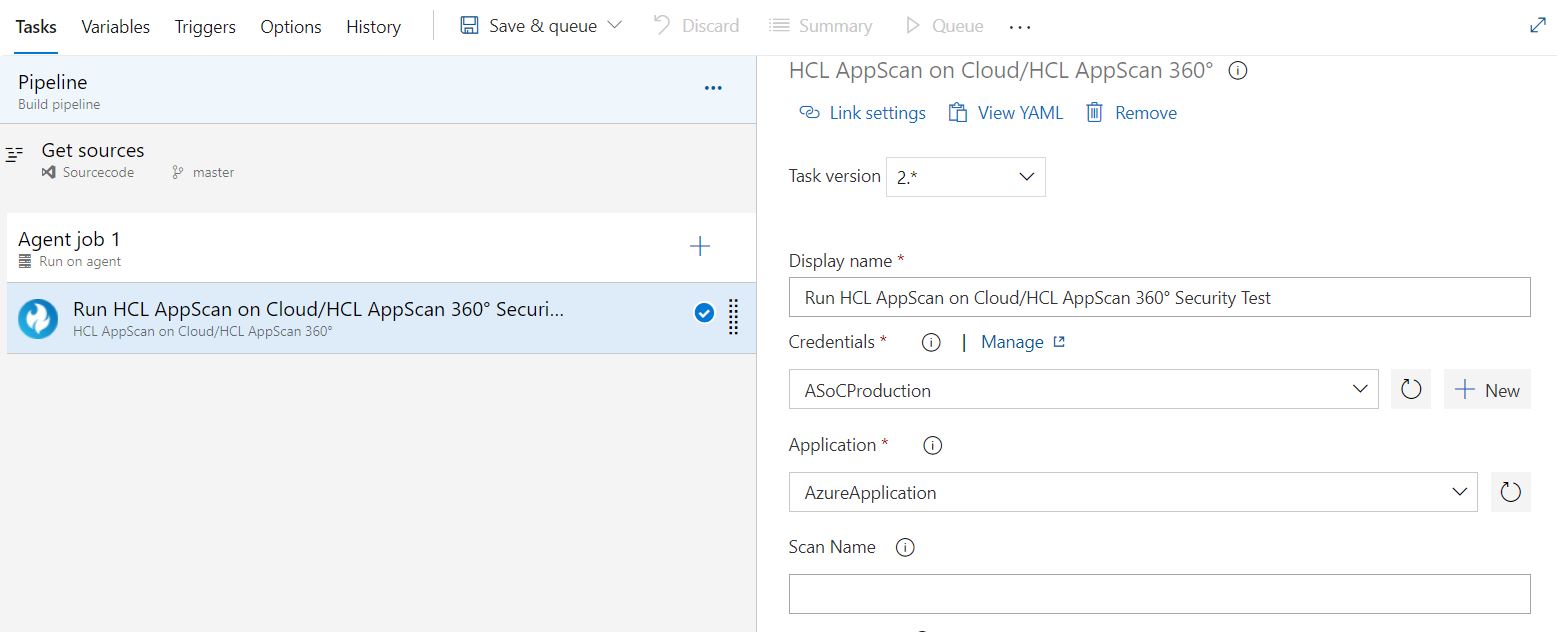 Tasks Variables Triggers Options History Save & queue Discard Summary Queue ...
Pipeline
Build pipeline
Get sources
Sourcecode master
Agent job 1
Run on agent
Run HCL AppScan on Cloud/HCL AppScan 360° Securi...
HCL AppScan on Cloud/HCL AppScan 360°
HCL AppScan on Cloud/HCL AppScan 360°
Link settings View YAML Remove
Task version 2.*
Display name *
Run HCL AppScan on Cloud/HCL AppScan 360° Security Test
Credentials * | Manage
ASoCProduction New
Application *
AzureApplication
Scan Name